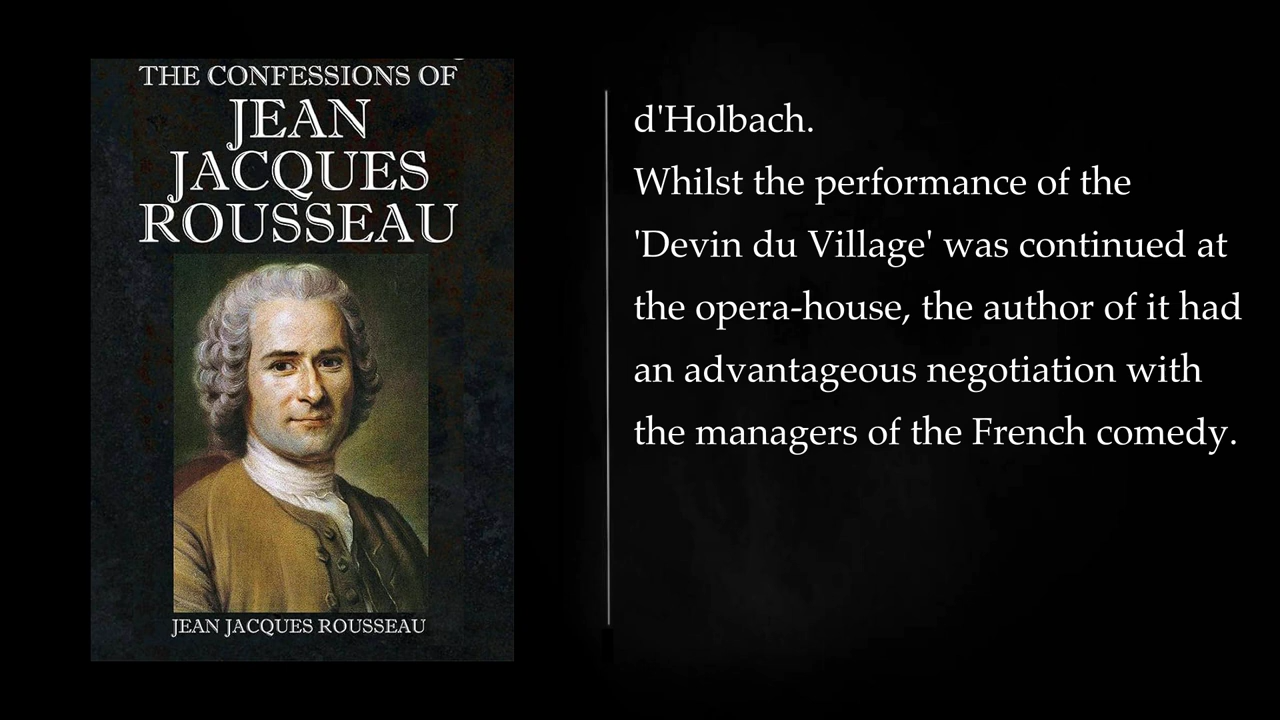 THE CONFESSIONS OF
JEAN
JACQUES
ROUSSEAU
JEAN JACQUES ROUSSEAU
d'Holbach.
Whilst the performance of the
'Devin du Village' was continued at
the opera-house, the author of it had
an advantageous negotiation with
the managers of the French comedy.